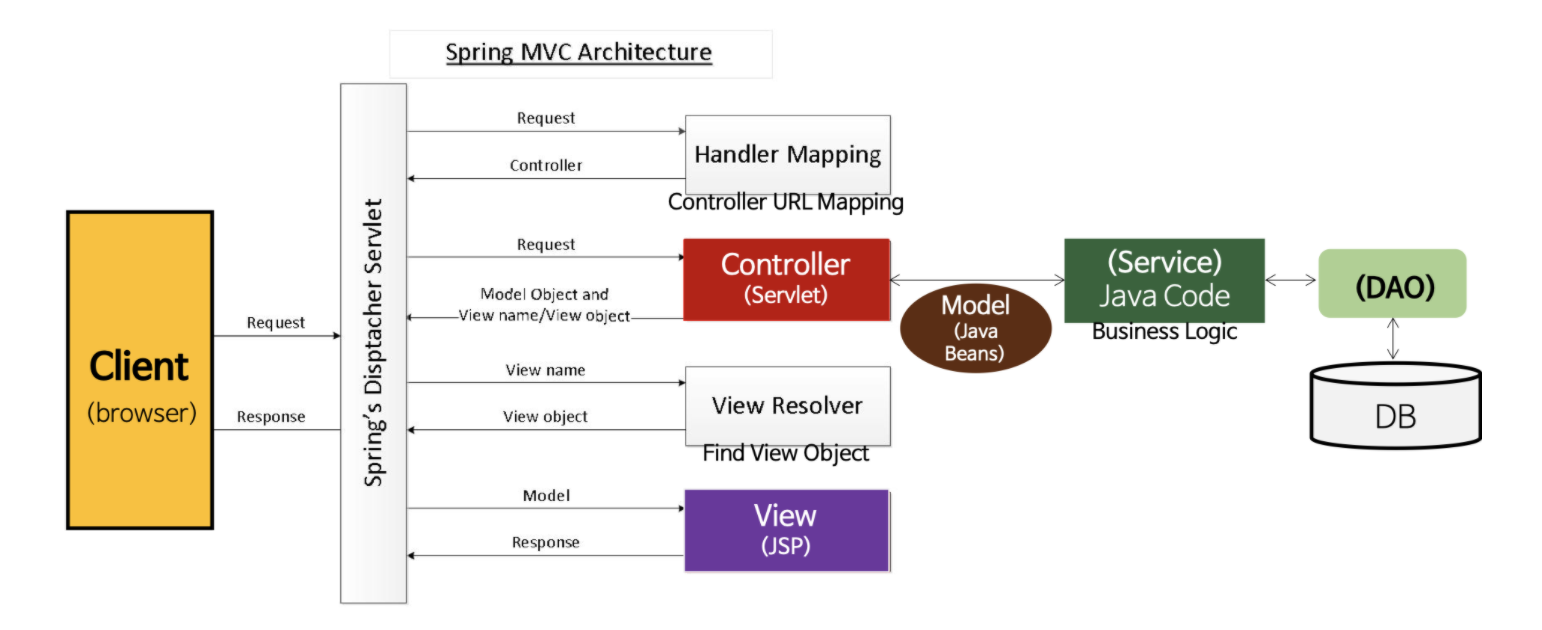 Spring MVC Architecture
Spring's Disptacher Servlet
Client
(browser)
Request
Response
Request
Controller
Handler Mapping
Controller URL Mapping
Request
Model Object and
View name/View object
Controller
(Servlet)
Model
(Java
Beans)
(Service)
Java Code
Business Logic
(DAO)
DB
View name
View object
View Resolver
Find View Object
Model
Response
View
(JSP)